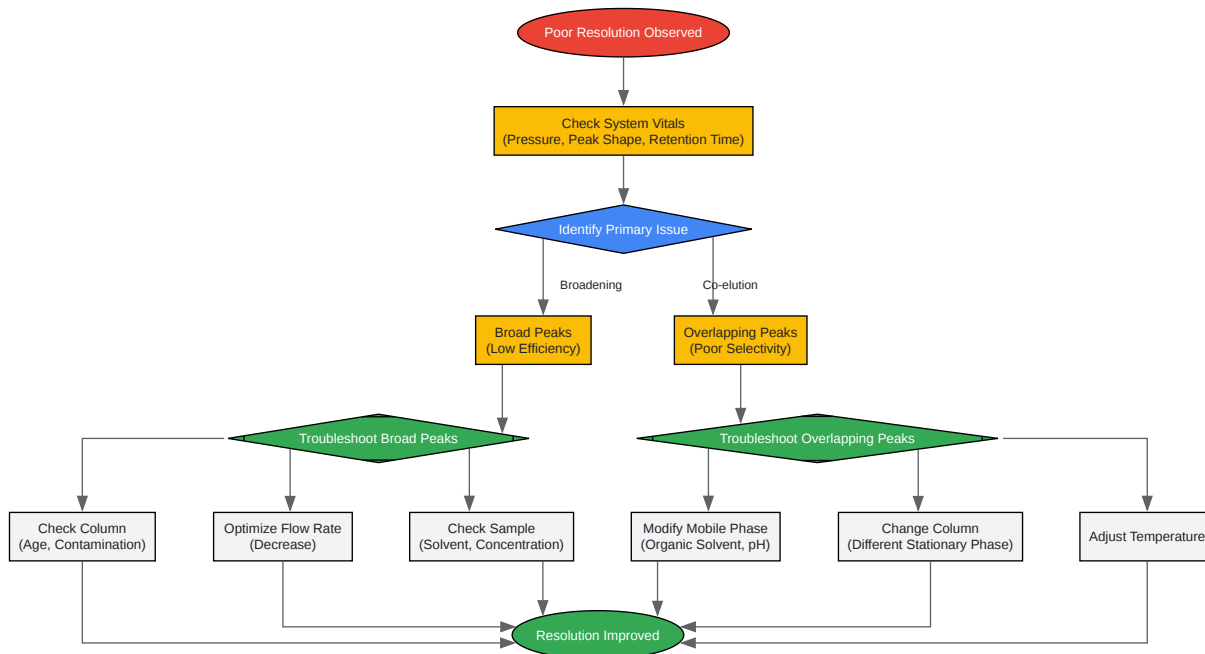 Poor Resolution Observed
Check System Vitals
(Pressure, Peak Shape, Retention Time)
Identify Primary Issue
Broadening
Co-elution
Broad Peaks
(Low Efficiency)
Overlapping Peaks
(Poor Selectivity)
Troubleshoot Broad Peaks
Troubleshoot Overlapping Peaks
Check Column
(Age, Contamination)
Optimize Flow Rate
(Decrease)
Check Sample
(Solvent, Concentration)
Modify Mobile Phase
(Organic Solvent, pH)
Change Column
(Different Stationary Phase)
Adjust Temperature
Resolution Improved